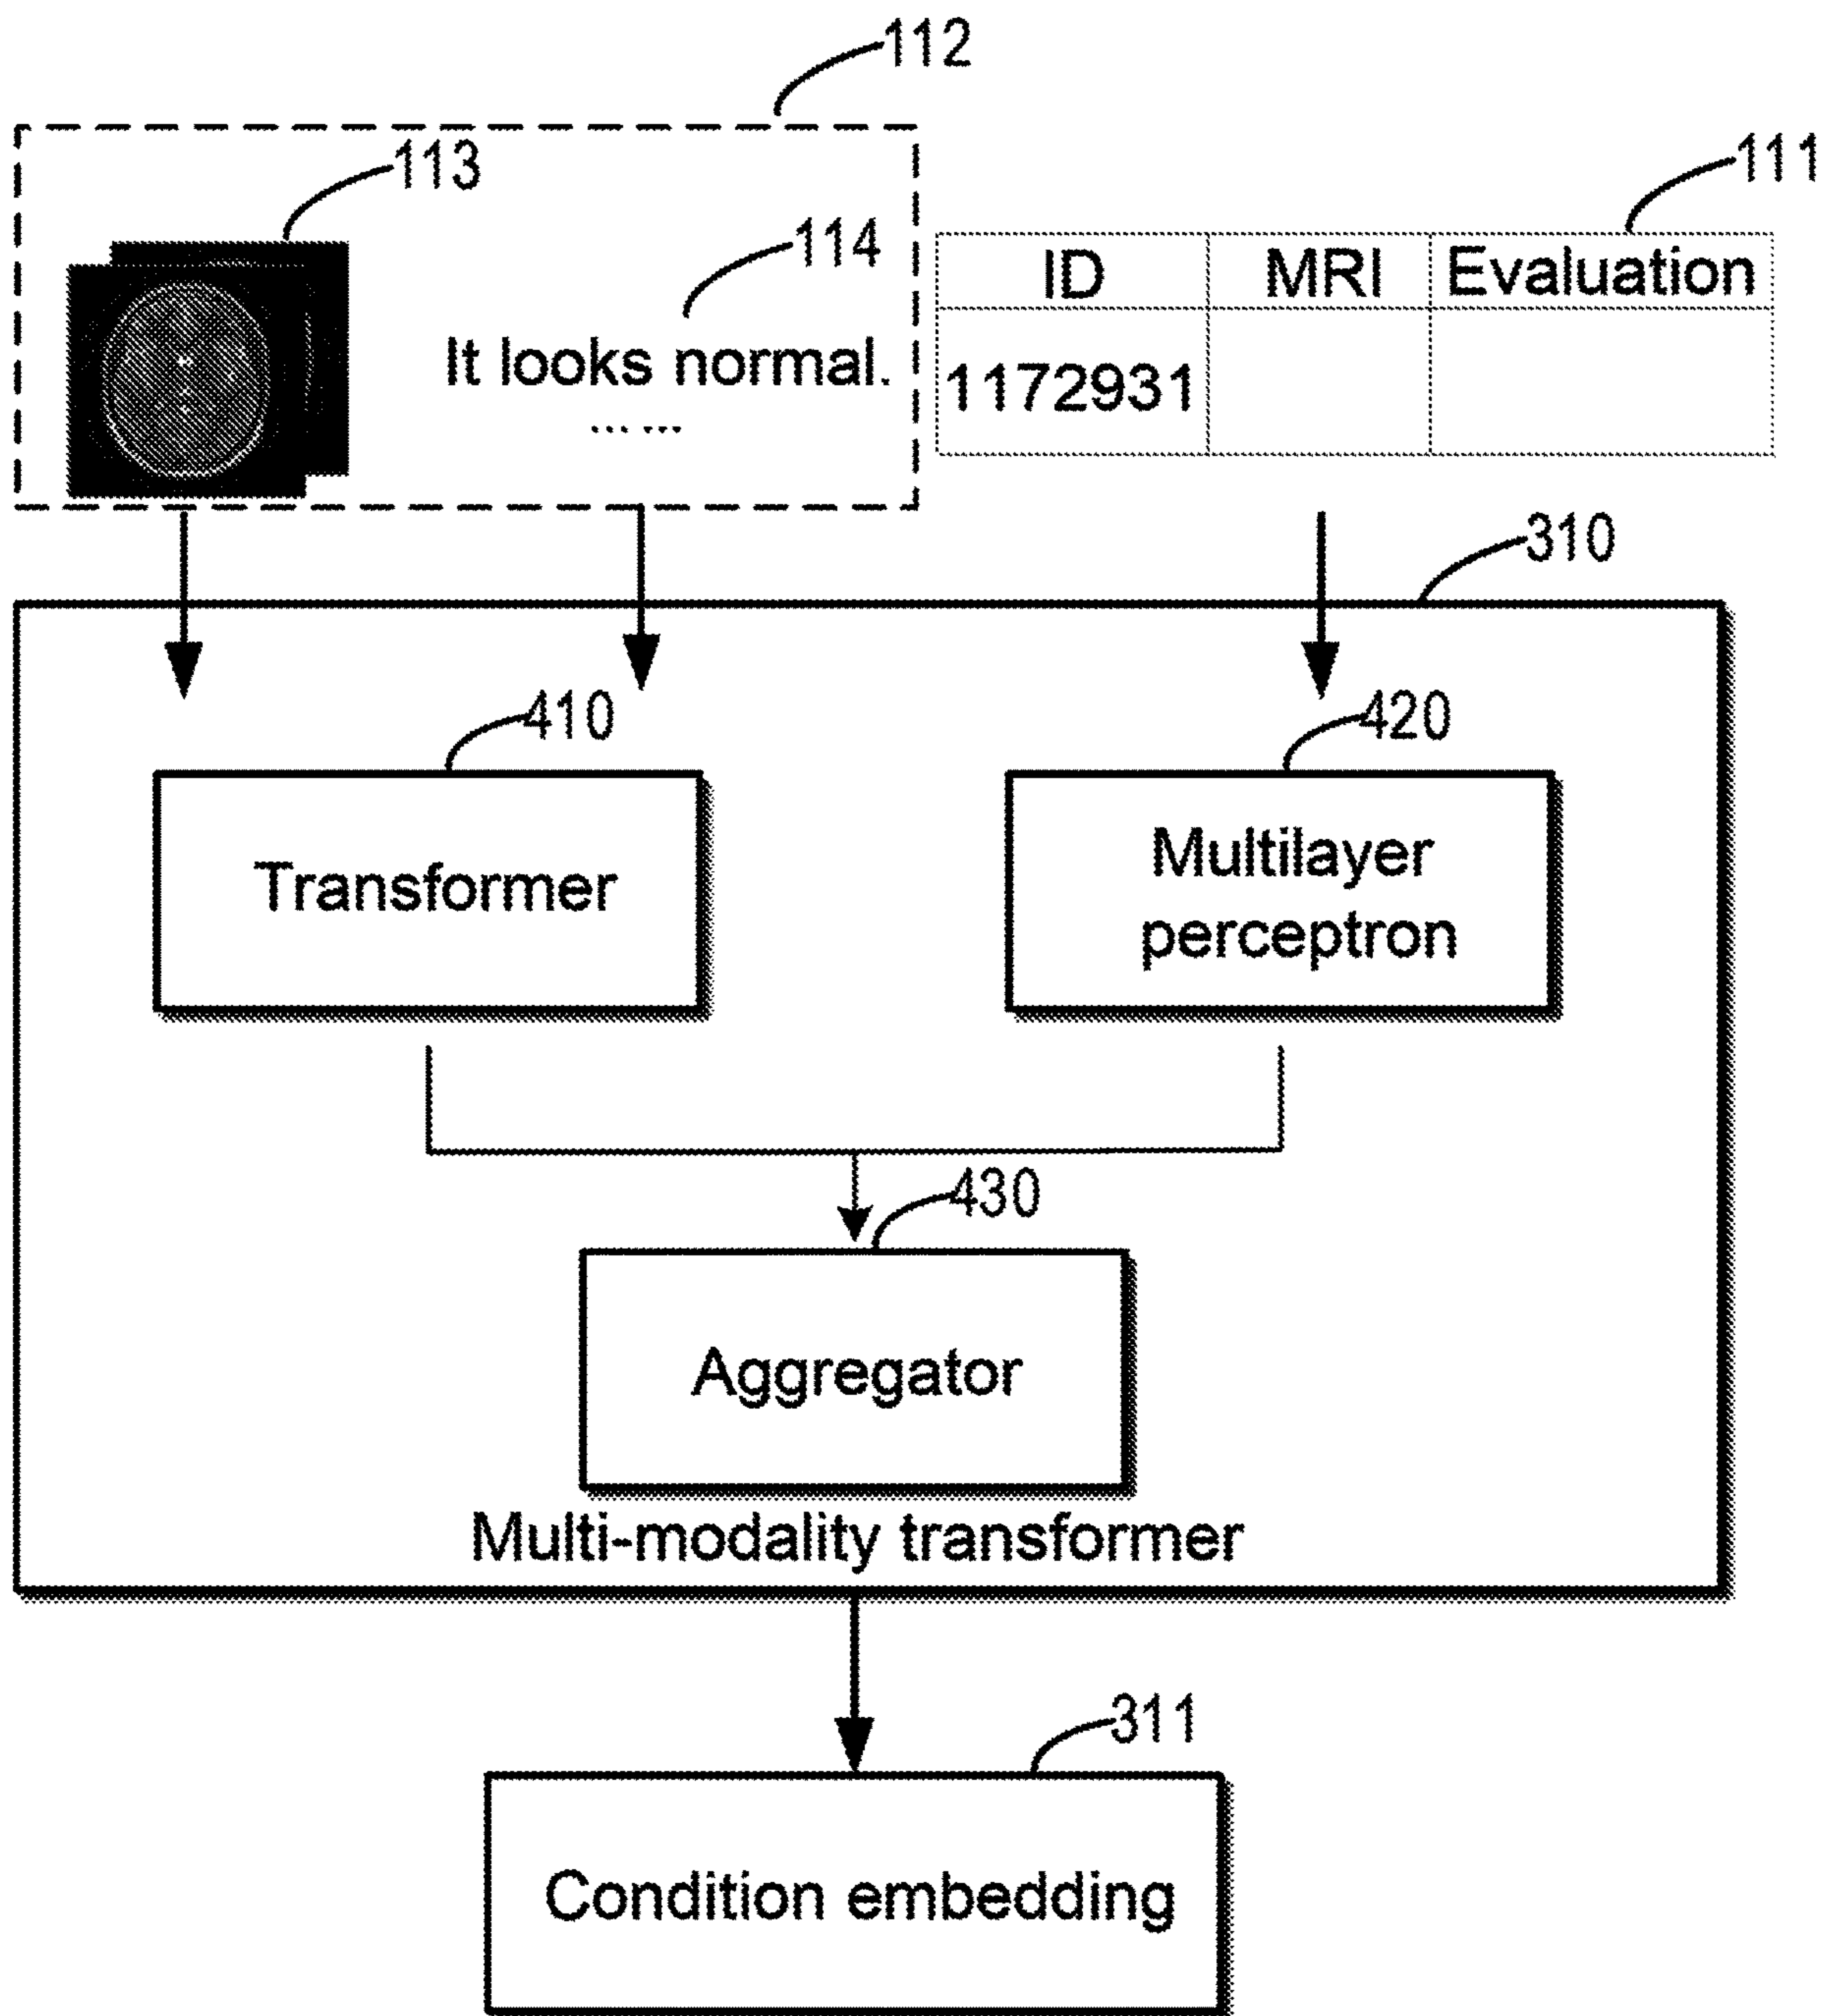 112
113
111
114
ID MRI Evaluation
It looks normal.
1172931
... ...
310
410
420
Transformer
Multilayer
perceptron
430
Aggregator
Multi-modality transformer
311
Condition embedding